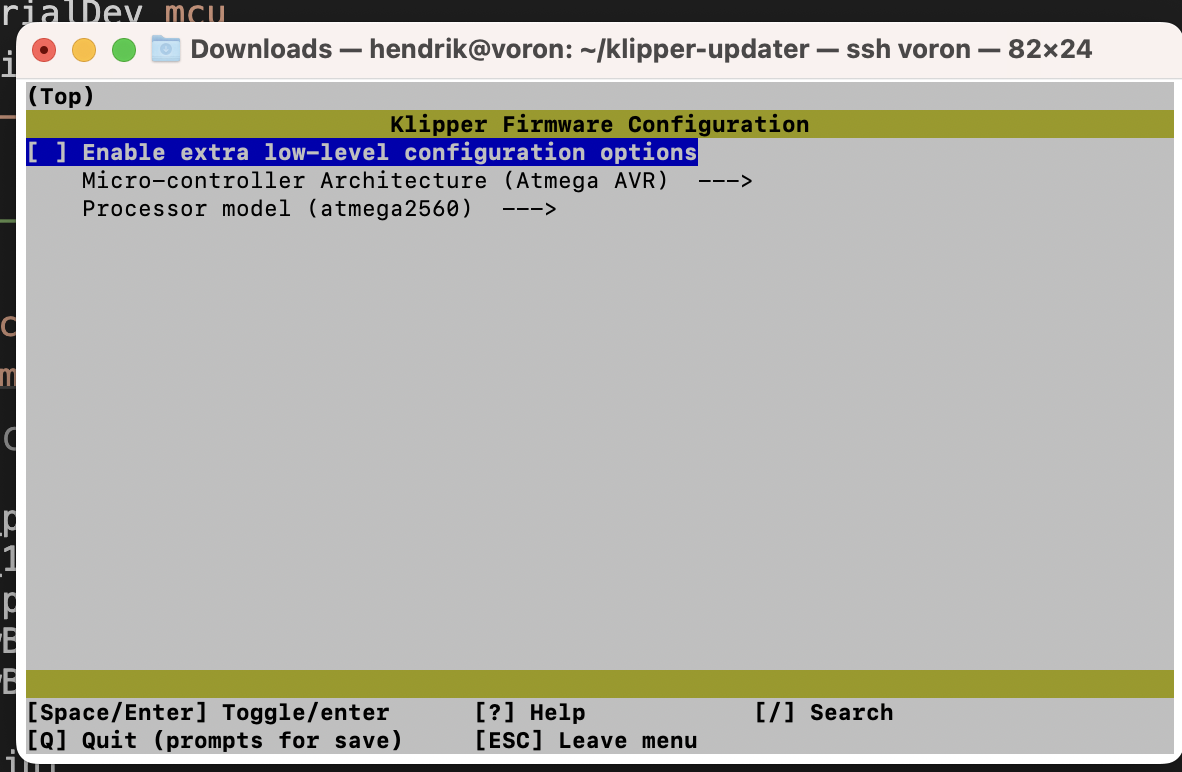 rialDev mcu
Downloads — hendrik@voron: ~/klipper-updater — ssh voron — 82×24
(Top)
Klipper Firmware Configuration
[ ] Enable extra low-level configuration options
Micro-controller Architecture (Atmega AVR) --->
Processor model (atmega2560) --->
[Space/Enter] Toggle/enter [?] Help [/] Search
[Q] Quit (prompts for save) [ESC] Leave menu